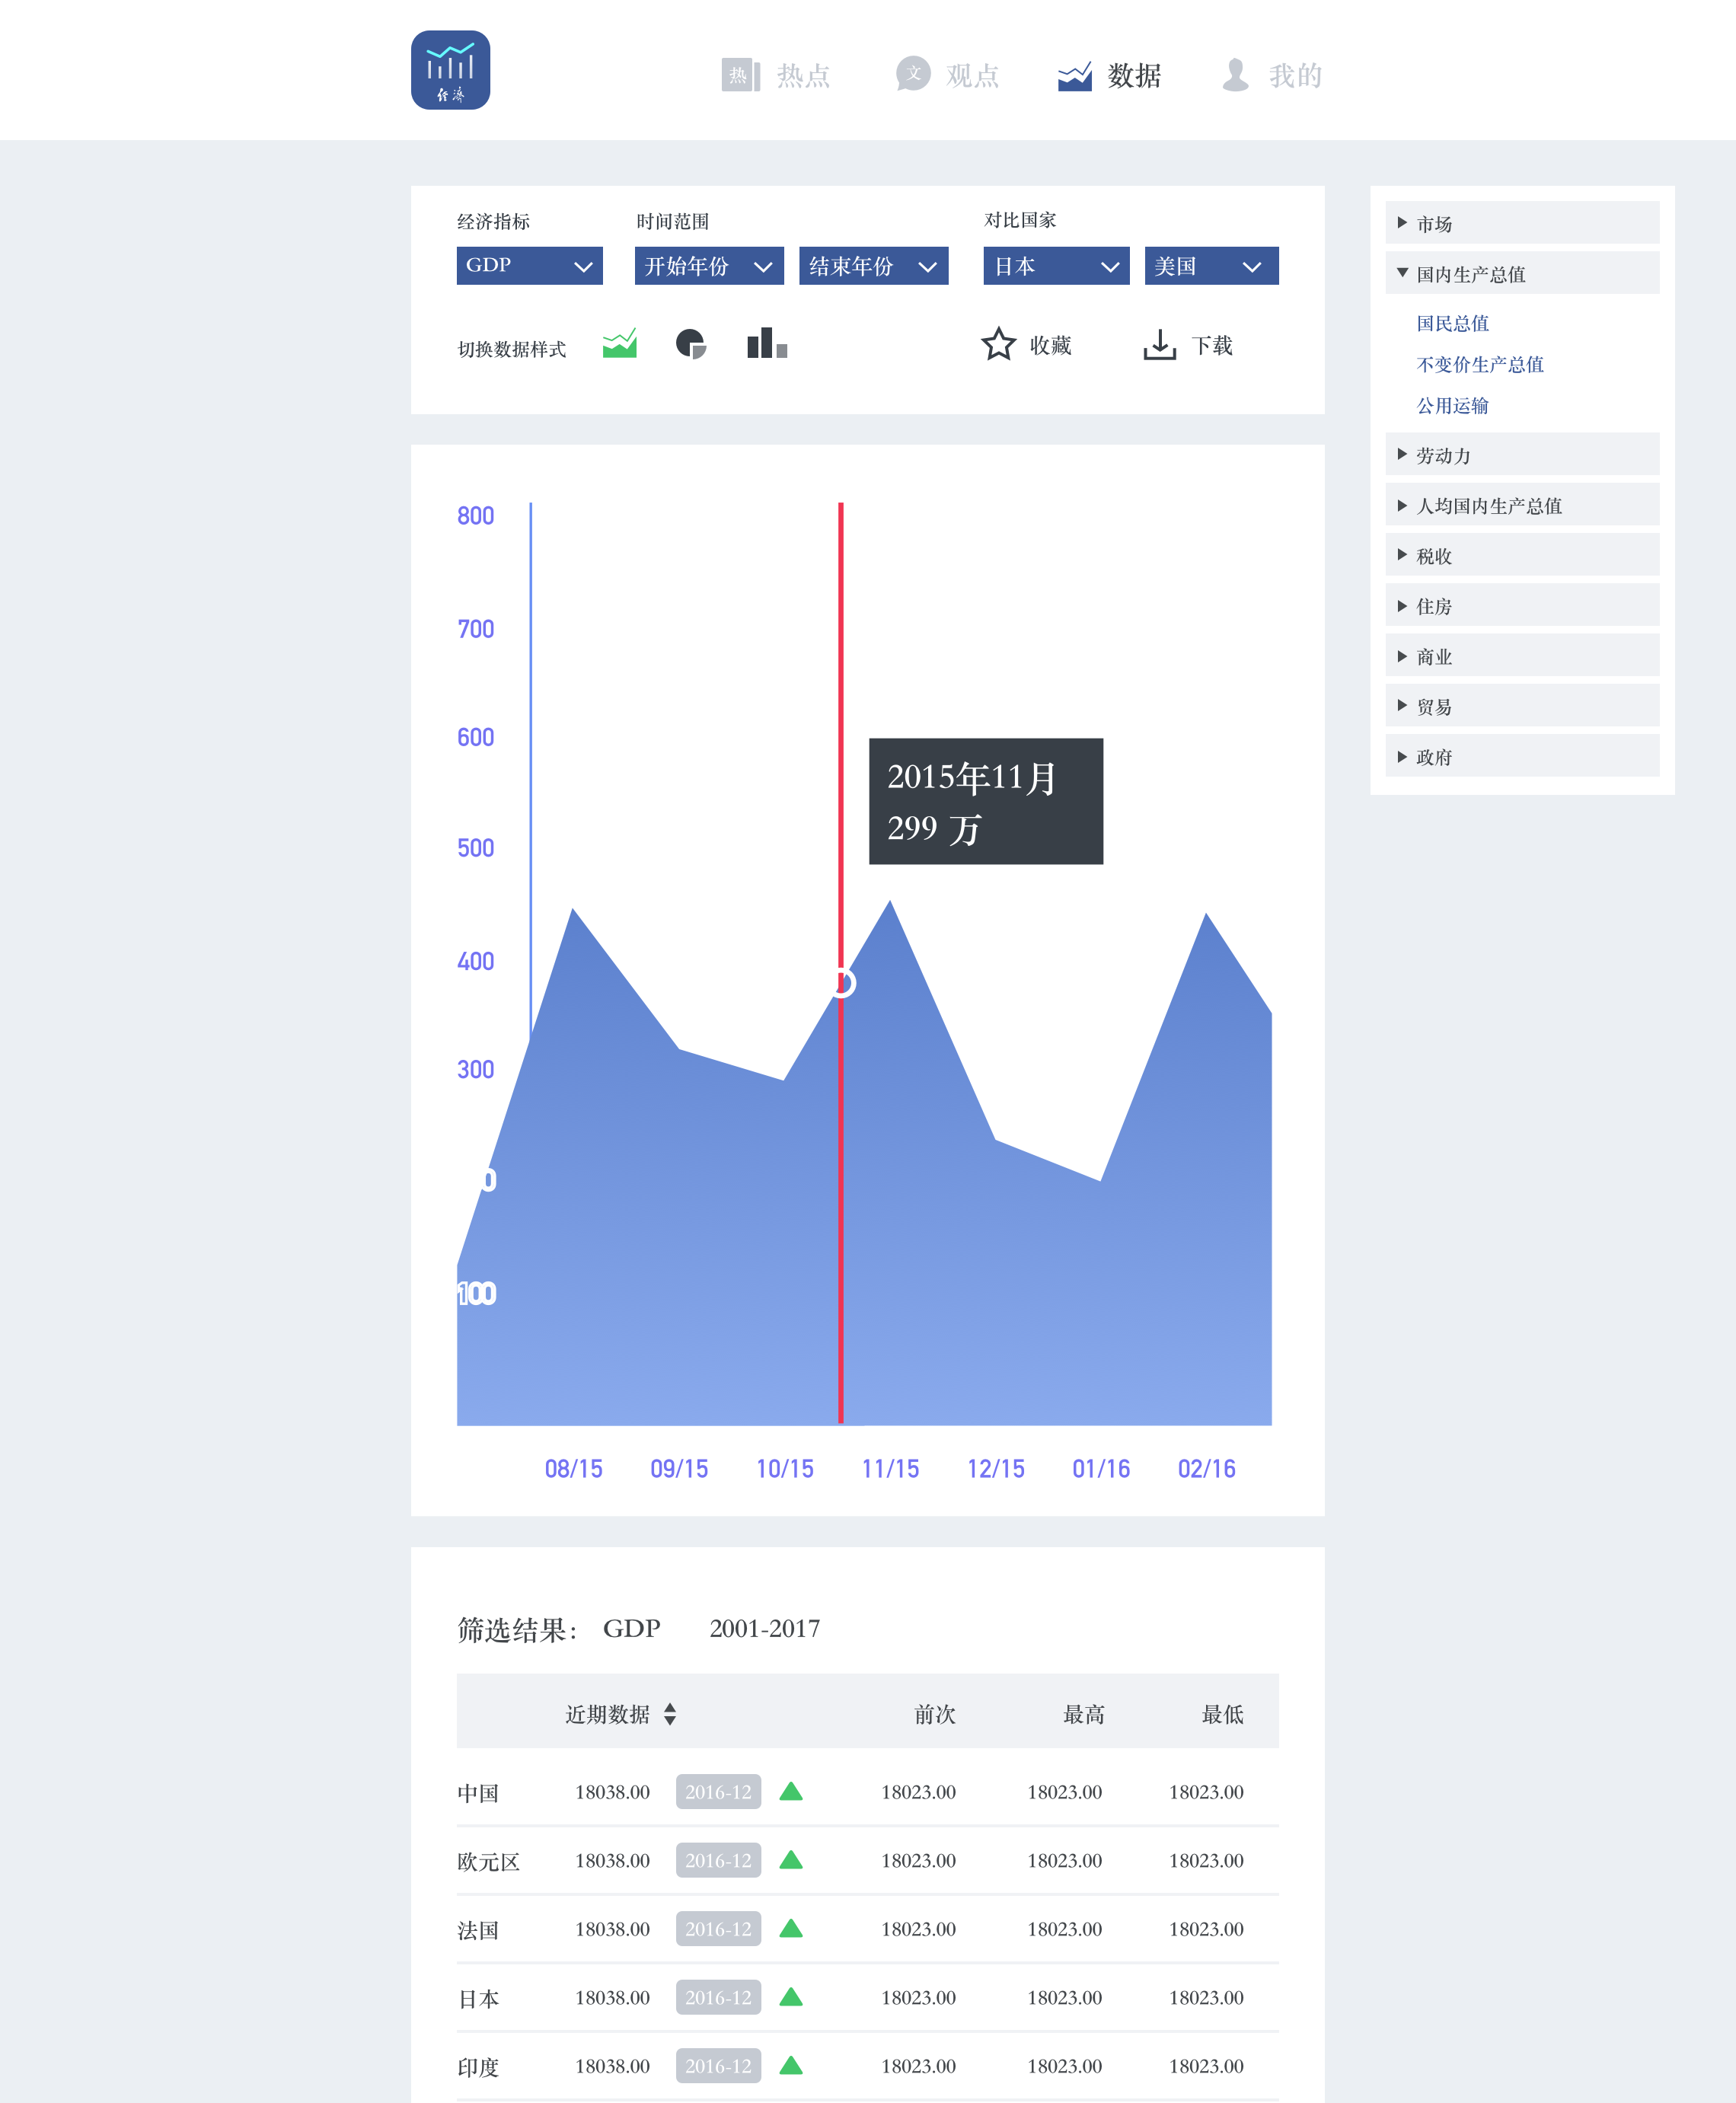 经济
热 热点
文 观点
数据
我的
经济指标
时间范围
对比国家
GDP
开始年份
结束年份
日本
美国
切换数据样式
收藏
下载
市场
国内生产总值
国民总值
不变价生产总值
公用运输
劳动力
人均国内生产总值
税收
住房
商业
贸易
政府
800
700
600
500
400
300
100
2015年11月
299 万
08/15 09/15 10/15 11/15 12/15 01/16 02/16
筛选结果： GDP 2001-2017
近期数据 前次 最高 最低
中国 18038.00 2016-12 18023.00 18023.00 18023.00
欧元区 18038.00 2016-12 18023.00 18023.00 18023.00
法国 18038.00 2016-12 18023.00 18023.00 18023.00
日本 18038.00 2016-12 18023.00 18023.00 18023.00
印度 18038.00 2016-12 18023.00 18023.00 18023.00